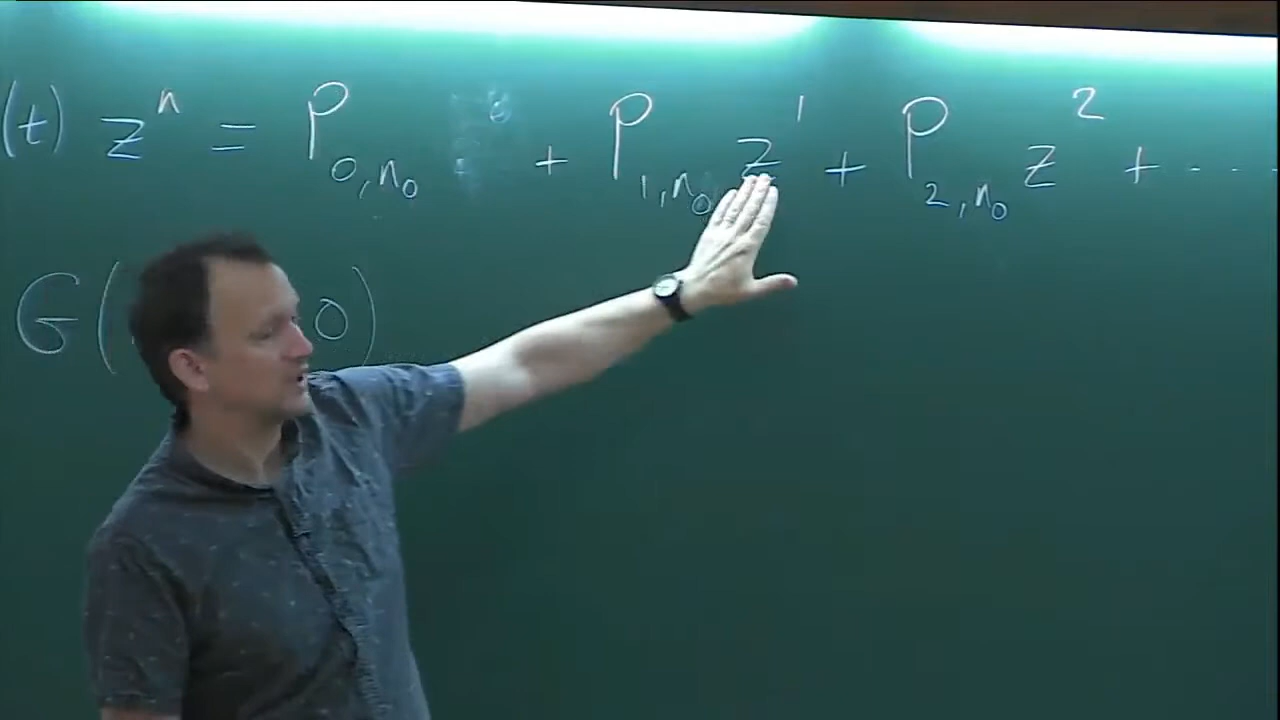 (t) z^n = P_{0,n_0} + P_{1,n_0} z^1 + P_{2,n_0} z^2 + ...
G( 0)